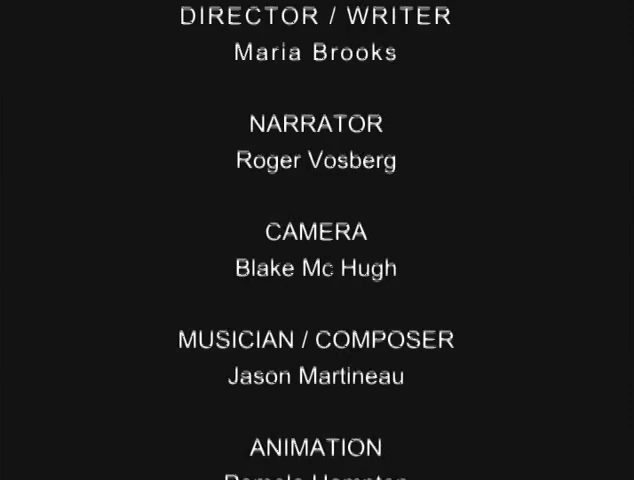 DIRECTOR / WRITER
Maria Brooks
NARRATOR
Roger Vosberg
CAMERA
Blake Mc Hugh
MUSICIAN / COMPOSER
Jason Martineau
ANIMATION